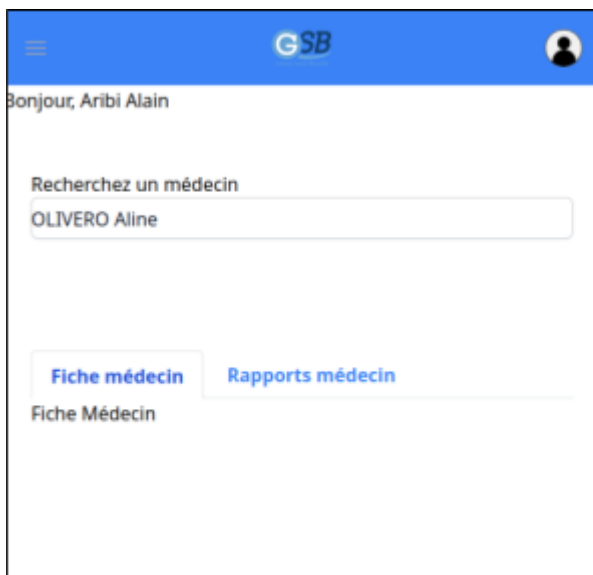 GSB
Bonjour, Aribi Alain
Recherchez un médecin
OLIVERO Aline
Fiche médecin Rapports médecin
Fiche Médecin